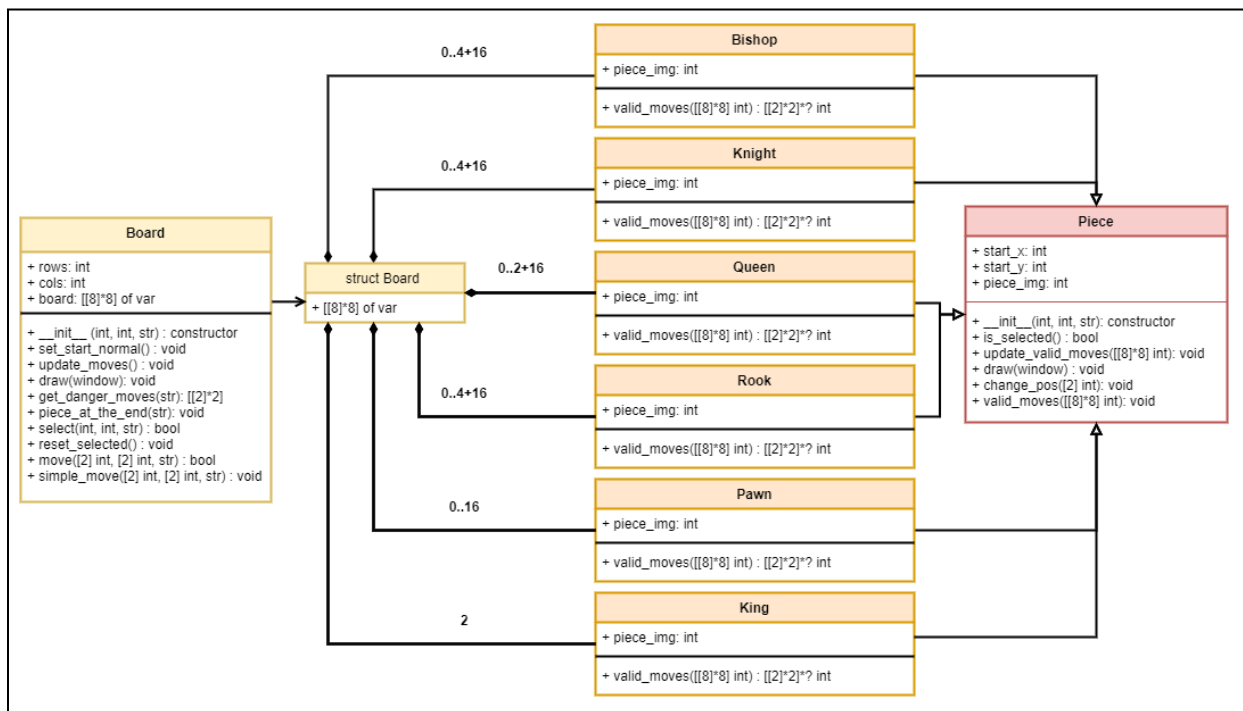 Board
+ rows: int
+ cols: int
+ board: [[8]*8] of var
+ __init__ (int, int, str) : constructor
+ set_start_normal() : void
+ update_moves() : void
+ draw(window): void
+ get_danger_moves(str): [[2]*2]
+ piece_at_the_end(str): void
+ select(int, int, str) : bool
+ reset_selected() : void
+ move([2] int, [2] int, str) : bool
+ simple_move([2] int, [2] int, str) : void
struct Board
+ [[8]*8] of var
0..4+16
0..4+16
0..2+16
0..4+16
0..16
2
Bishop
+ piece_img: int
+ valid_moves([[8]*8] int) : [[2]*2]*? int
Knight
+ piece_img: int
+ valid_moves([[8]*8] int) : [[2]*2]*? int
Queen
+ piece_img: int
+ valid_moves([[8]*8] int) : [[2]*2]*? int
Rook
+ piece_img: int
+ valid_moves([[8]*8] int) : [[2]*2]*? int
Pawn
+ piece_img: int
+ valid_moves([[8]*8] int) : [[2]*2]*? int
King
+ piece_img: int
+ valid_moves([[8]*8] int) : [[2]*2]*? int
Piece
+ start_x: int
+ start_y: int
+ piece_img: int
+ __init__(int, int, str): constructor
+ is_selected() : bool
+ update_valid_moves([[8]*8] int): void
+ draw(window) : void
+ change_pos([2] int): void
+ valid_moves([[8]*8] int): void